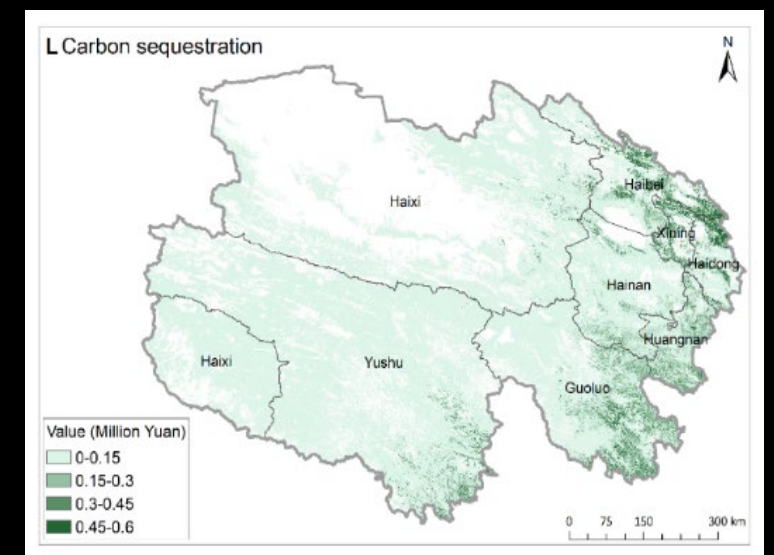 L Carbon sequestration
N
Haixi
Haibei
Xining
Haidong
Hainan
Huangnan
Haixi
Yushu
Guoluo
Value (Million Yuan)
0-0.15
0.15-0.3
0.3-0.45
0.45-0.6
0 75 150 300 km